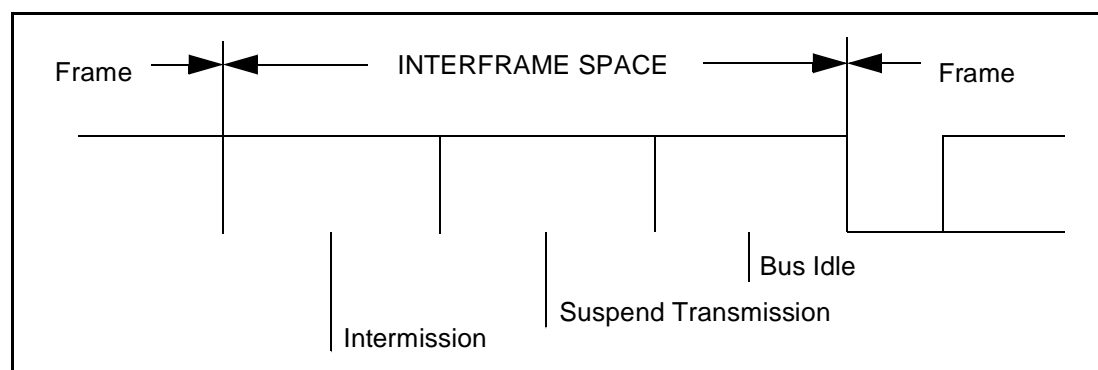 Frame
INTERFRAME SPACE
Frame
Bus Idle
Suspend Transmission
Intermission